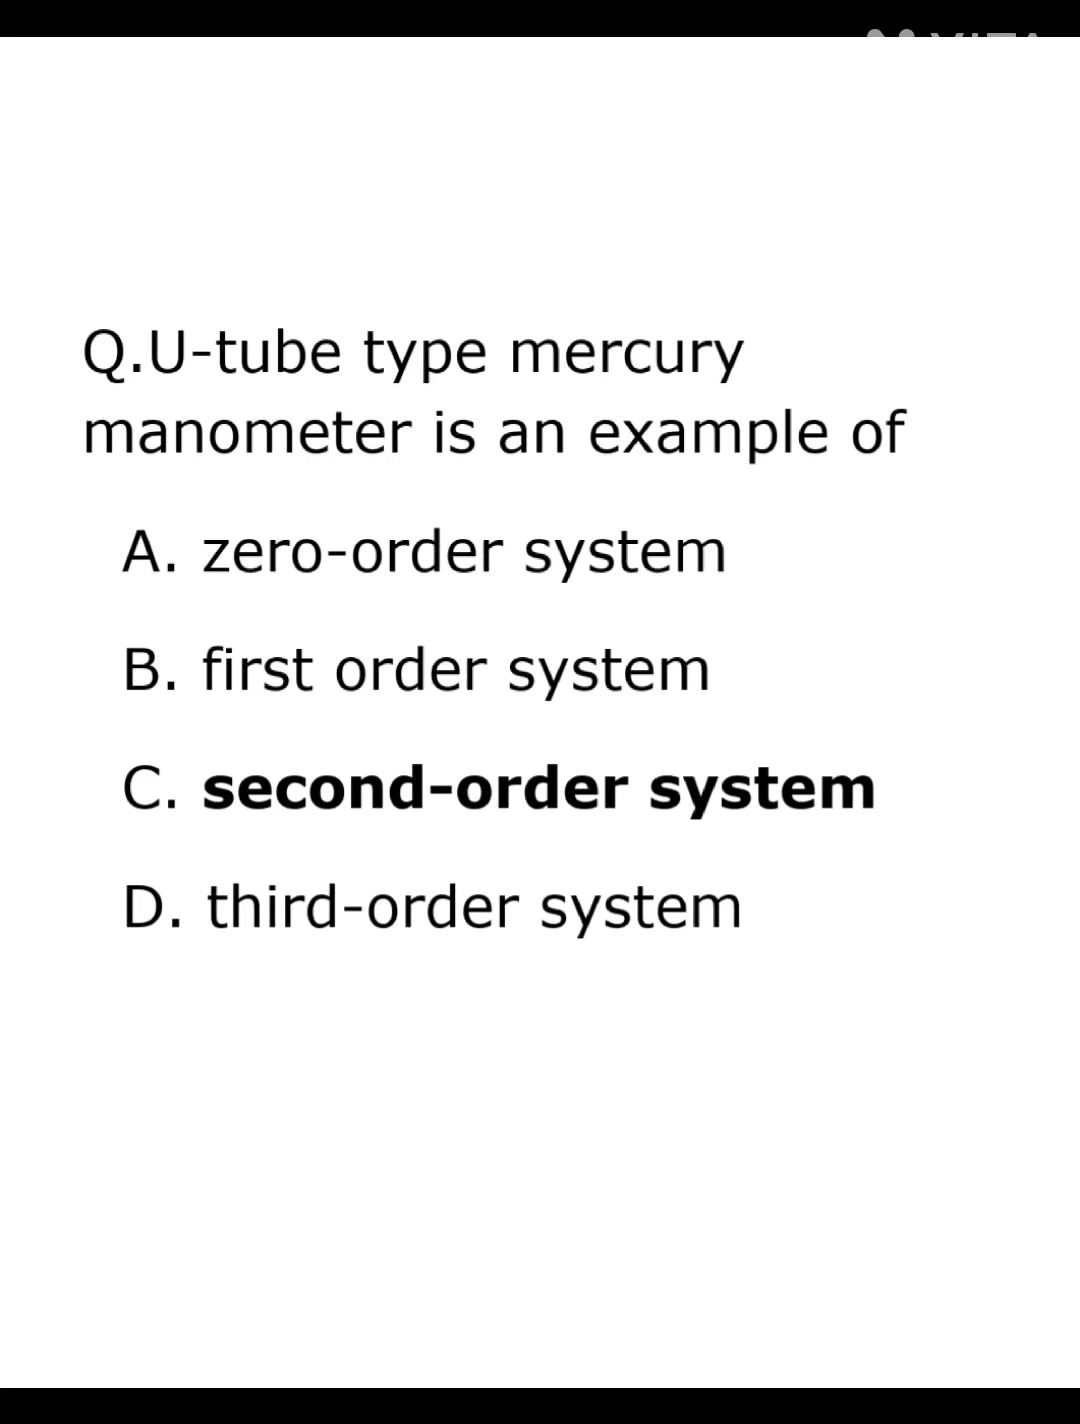 Q.U-tube type mercury
manometer is an example of
A. zero-order system
B. first order system
C. second-order system
D. third-order system